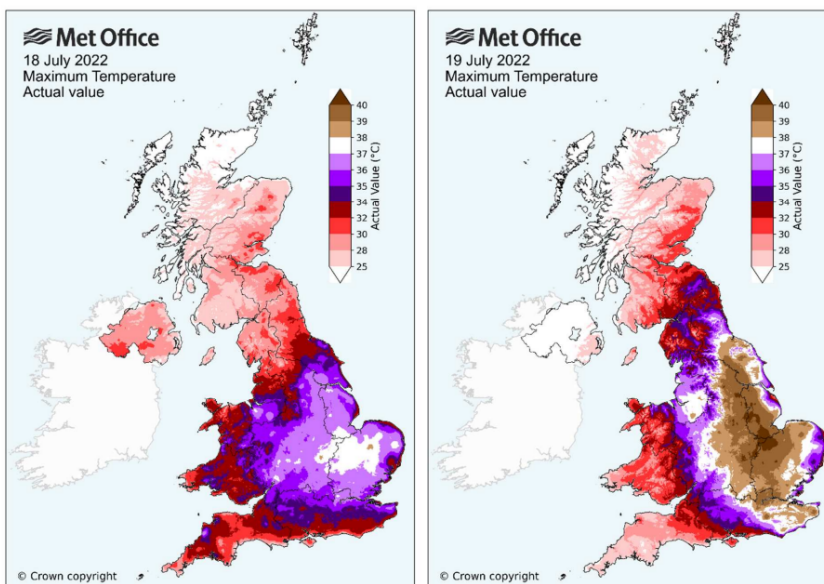 Met Office
18 July 2022
Maximum Temperature
Actual value
40
39
38
37
36
35
34
32
30
28
25
Actual Value (°C)
© Crown copyright
Met Office
19 July 2022
Maximum Temperature
Actual value
40
39
38
37
36
35
34
32
30
28
25
Actual Value (°C)
© Crown copyright